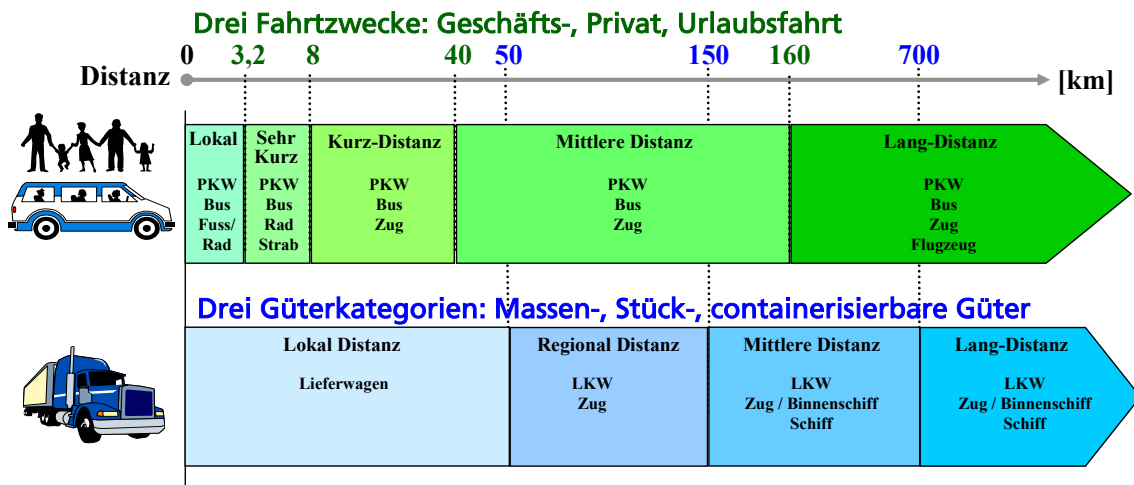 Drei Fahrtzwecke: Geschäfts-, Privat, Urlaubsfahrt
0 3,2 8 40 50 150 160 700
Distanz [km]
Lokal
PKW
Bus
Fuss/
Rad
Sehr
Kurz
PKW
Bus
Rad
Strab
Kurz-Distanz
PKW
Bus
Zug
Mittlere Distanz
PKW
Bus
Zug
Lang-Distanz
PKW
Bus
Zug
Flugzeug
Drei Güterkategorien: Massen-, Stück-, containerisierbare Güter
Lokal Distanz
Lieferwagen
Regional Distanz
LKW
Zug
Mittlere Distanz
LKW
Zug / Binnenschiff
Schiff
Lang-Distanz
LKW
Zug / Binnenschiff
Schiff